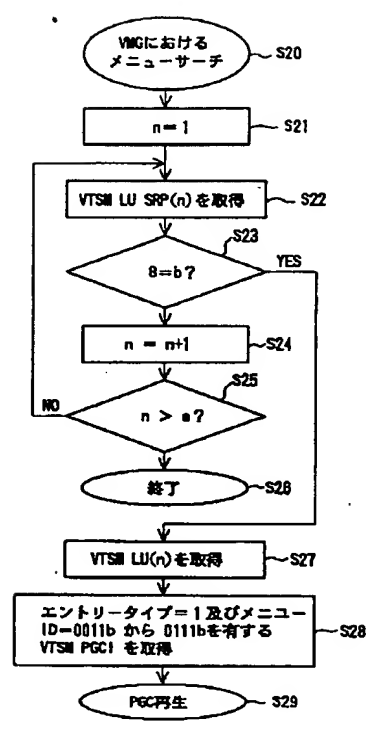 VMGにおける
メニューサーチ
S20
n = 1
S21
VTSM LU SRP(n)を取得
S22
S23
8=b?
YES
n = n+1
S24
S25
NO
n > a?
終了
S26
VTSM LU(n)を取得
S27
エントリータイプ=1及びメニュー
ID=0011b から 0111bを有する
VTSM PGCI を取得
S28
PGC再生
S29